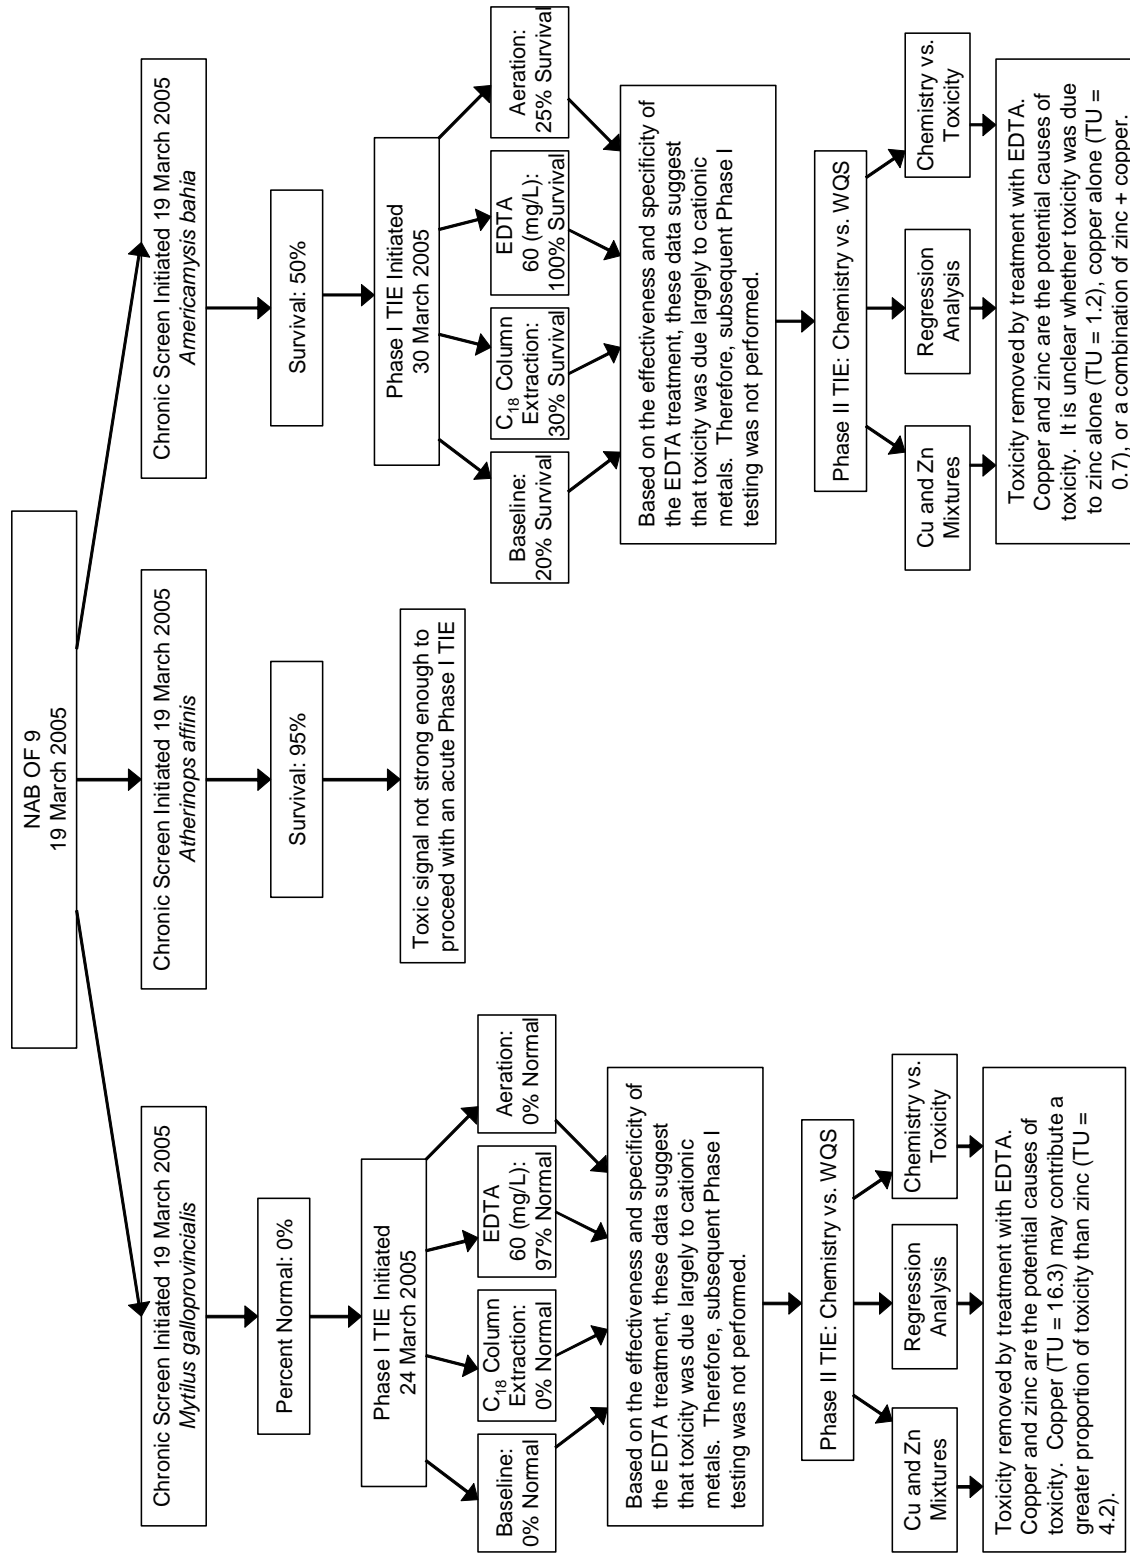 NAB OF 9
19 March 2005
Chronic Screen Initiated 19 March 2005
Mytilus galloprovincialis
Percent Normal: 0%
Phase I TIE Initiated
24 March 2005
Baseline:
0% Normal
C18 Column
Extraction:
0% Normal
EDTA
60 (mg/L):
97% Normal
Aeration:
0% Normal
Based on the effectiveness and specificity of
the EDTA treatment, these data suggest
that toxicity was due largely to cationic
metals. Therefore, subsequent Phase I
testing was not performed.
Phase II TIE: Chemistry vs. WQS
Cu and Zn
Mixtures
Regression
Analysis
Chemistry vs.
Toxicity
Toxicity removed by treatment with EDTA.
Copper and zinc are the potential causes of
toxicity. Copper (TU = 16.3) may contribute a
greater proportion of toxicity than zinc (TU =
4.2).
Chronic Screen Initiated 19 March 2005
Atherinops affinis
Survival: 95%
Toxic signal not strong enough to
proceed with an acute Phase I TIE
Chronic Screen Initiated 19 March 2005
Americamysis bahia
Survival: 50%
Phase I TIE Initiated
30 March 2005
Baseline:
20% Survival
C18 Column
Extraction:
30% Survival
EDTA
60 (mg/L):
100% Survival
Aeration:
25% Survival
Based on the effectiveness and specificity of
the EDTA treatment, these data suggest
that toxicity was due largely to cationic
metals. Therefore, subsequent Phase I
testing was not performed.
Phase II TIE: Chemistry vs. WQS
Cu and Zn
Mixtures
Regression
Analysis
Chemistry vs.
Toxicity
Toxicity removed by treatment with EDTA.
Copper and zinc are the potential causes of
toxicity. It is unclear whether toxicity was due
to zinc alone (TU = 1.2), copper alone (TU =
0.7), or a combination of zinc + copper.